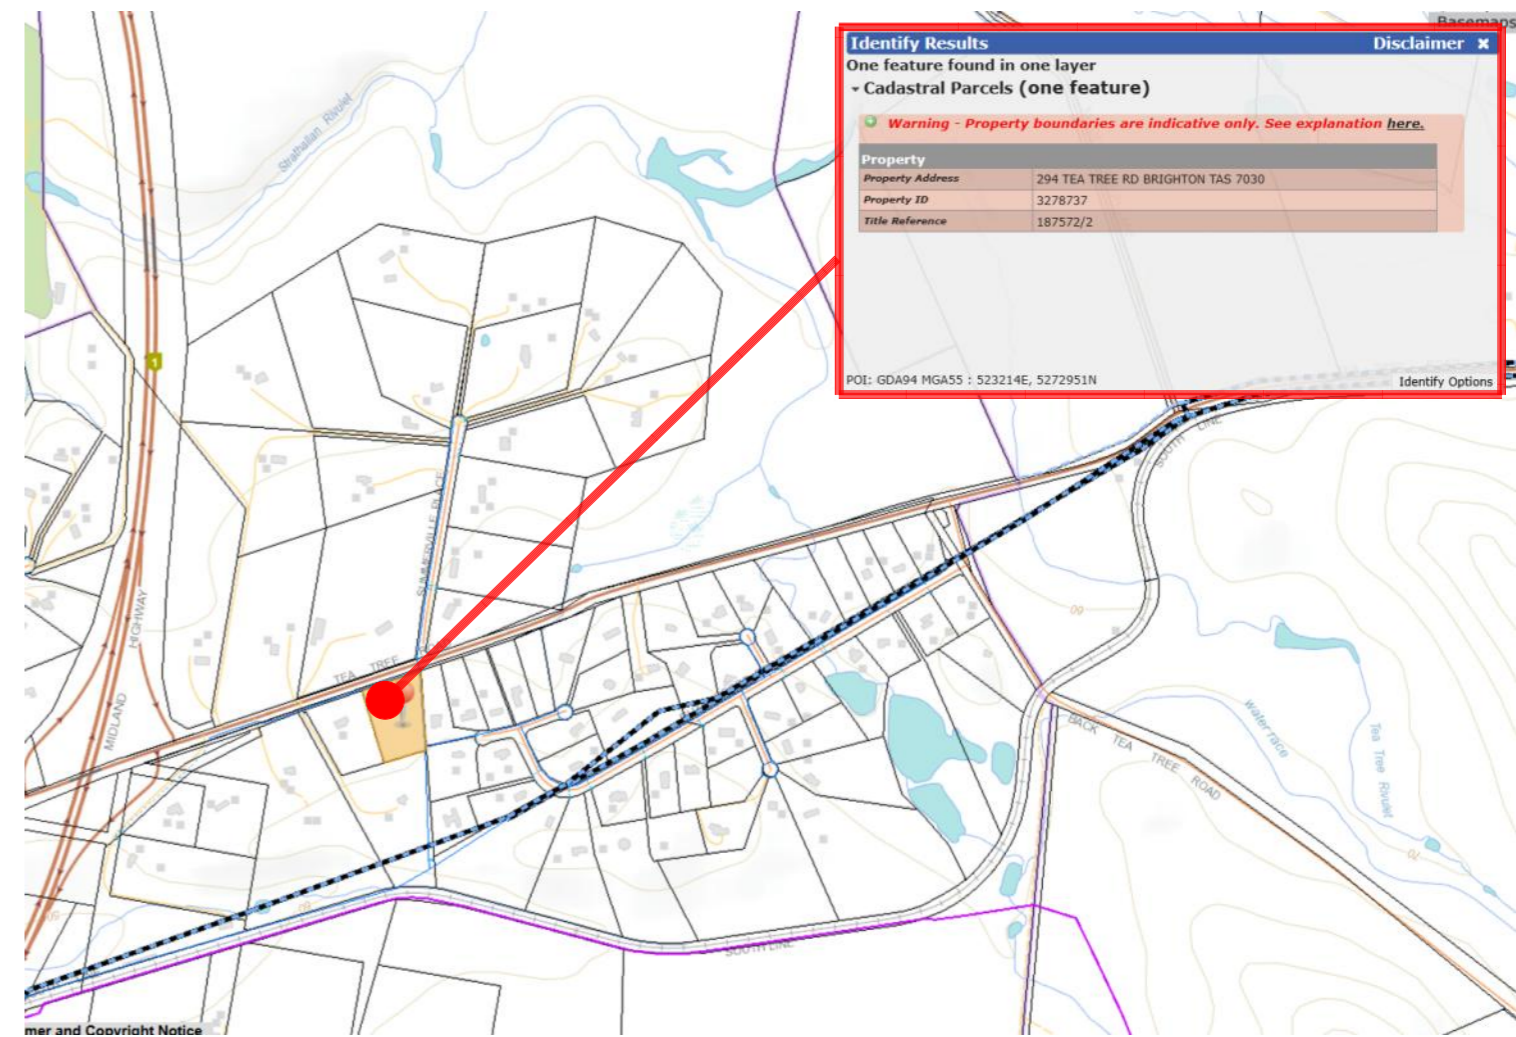 Basemaps
Identify Results
Disclaimer ×
One feature found in one layer
Cadastral Parcels (one feature)
Warning - Property boundaries are indicative only. See explanation here.
Property
Property Address 294 TEA TREE RD BRIGHTON TAS 7030
Property ID 3278737
Title Reference 187572/2
POI: GDA94 MGA55 : 523214E, 5272951N
Identify Options
Strathallan Rivulet
1
SOUTH LINE
SUMMERVILLE PLACE
HIGHWAY
60
TEA TREE
MIDLAND
BACK TEA TREE ROAD
water race
Tea Tree Rivulet
SOUTH LINE
mer and Copyright Notice